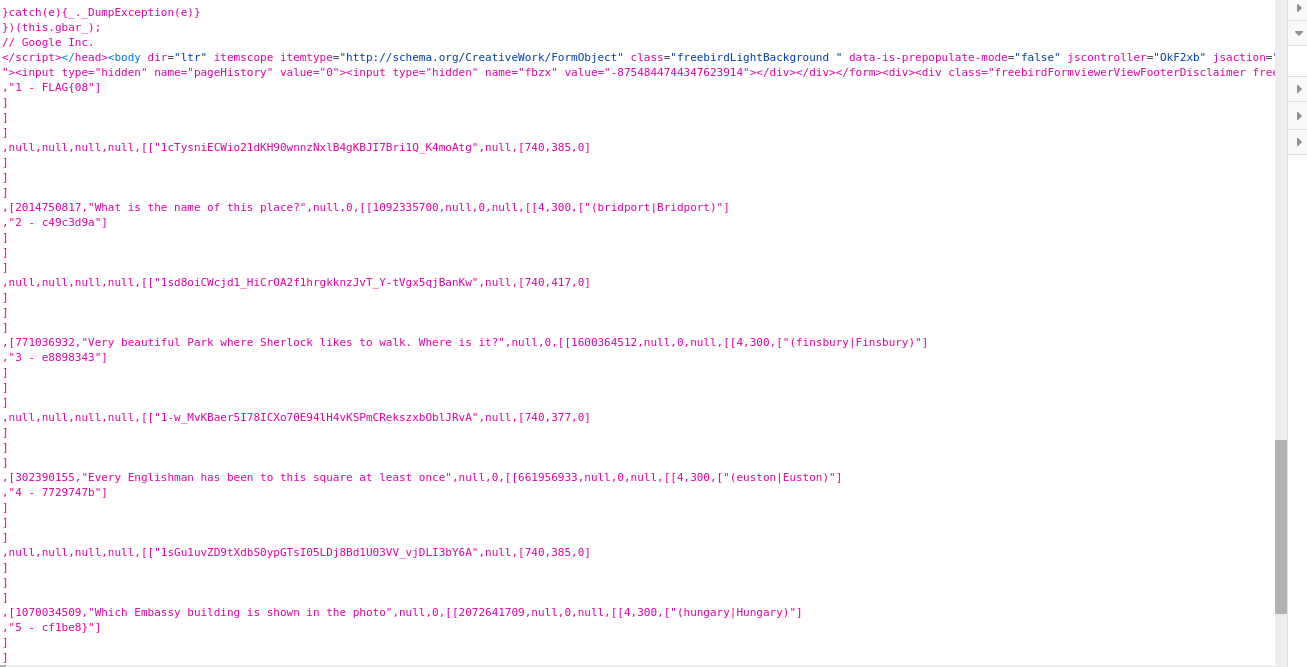 }catch(e){_._DumpException(e)}
})(this.gbar_);
// Google Inc.
</script></head><body dir="ltr" itemscope itemtype="http://schema.org/CreativeWork/FormObject" class="freebirdLightBackground " data-is-prepopulate-mode="false" jscontroller="OkF2xb" jsaction="
"><input type="hidden" name="pageHistory" value="0"><input type="hidden" name="fbzx" value="-8754844744347623914"></div></div></form><div><div class="freebirdFormviewerViewFooterDisclaimer free
,"1 - FLAG{08"]
]
]
]
,null,null,null,null,[["1cTysniECWio21dKH90wnnzNxlB4gKBJI7Bri1Q_K4moAtg",null,[740,385,0]
]
]
]
,[2014750817,"What is the name of this place?",null,0,[[1092335700,null,0,null,[[4,300,["(bridport|Bridport)"]
,"2 - c49c3d9a"]
]
]
]
,null,null,null,null,[["1sd8oiCWcjd1_HiCrOA2f1hrgkknzJvT_Y-tVgx5qjBanKw",null,[740,417,0]
]
]
]
,[771036932,"Very beautiful Park where Sherlock likes to walk. Where is it?",null,0,[[1600364512,null,0,null,[[4,300,["(finsbury|Finsbury)"]
,"3 - e8898343"]
]
]
]
,null,null,null,null,[["1-w_MvKBaer5I78ICXo70E94lH4vKSPmCRekszxbOblJRvA",null,[740,377,0]
]
]
]
,[302390155,"Every Englishman has been to this square at least once",null,0,[[661956933,null,0,null,[[4,300,["(euston|Euston)"]
,"4 - 7729747b"]
]
]
]
,null,null,null,null,[["1sGu1uvZD9tXdbS0ypGTsI05LDj8Bd1U03VV_vjDLI3bY6A",null,[740,385,0]
]
]
]
,[1070034509,"Which Embassy building is shown in the photo",null,0,[[2072641709,null,0,null,[[4,300,["(hungary|Hungary)"]
,"5 - cf1be8}"]
]
]